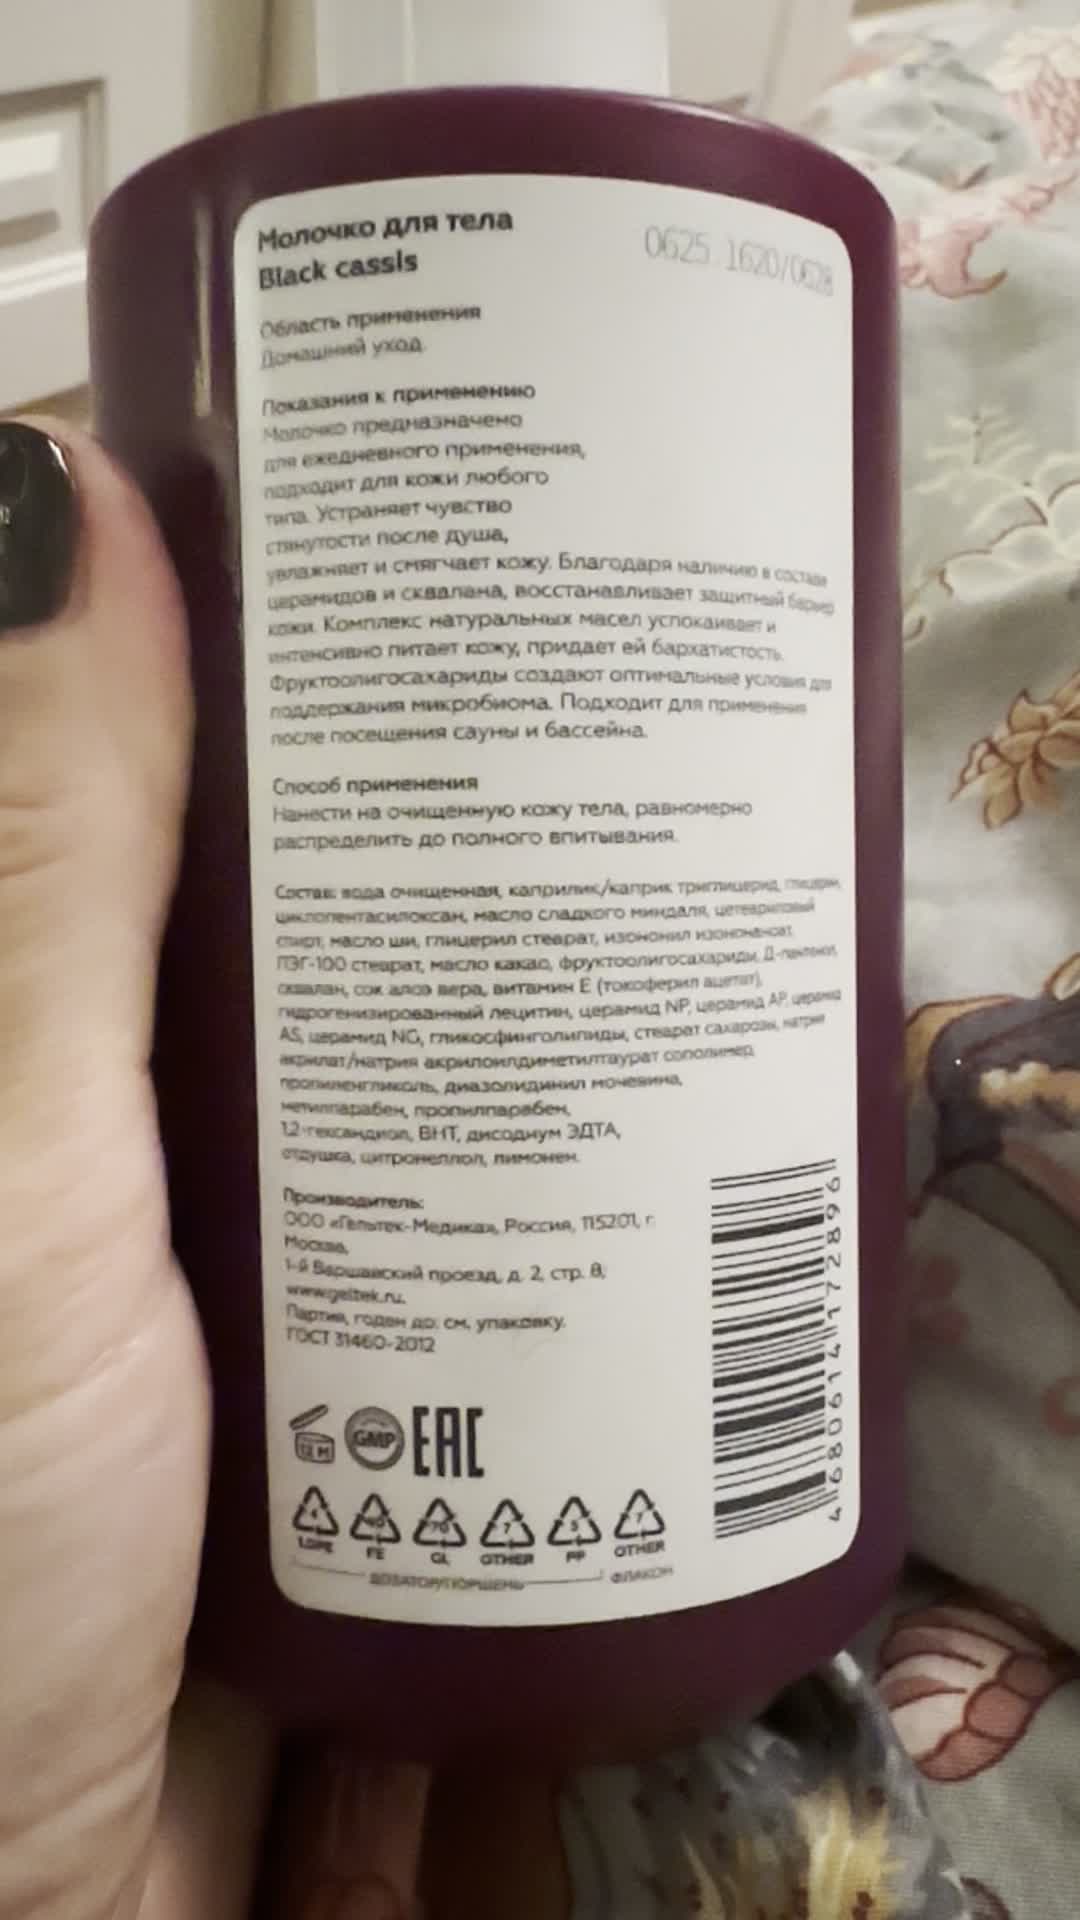 Молочко для тела
Black cassis
0625 1620/0628
Область применения
Домашний уход.
Показания к применению
Молочко предназначено
для ежедневного применения,
подходит для кожи любого
типа. Устраняет чувство
стянутости после душа,
увлажняет и смягчает кожу. Благодаря наличию в составе
церамидов и сквалана, восстанавливает защитный барьер
кожи. Комплекс натуральных масел успокаивает и
интенсивно питает кожу, придает ей бархатистость.
Фруктоолигосахариды создают оптимальные условия для
поддержания микробиома. Подходит для применения
после посещения сауны и бассейна.
Способ применения
Нанести на очищенную кожу тела, равномерно
распределить до полного впитывания.
Состав: вода очищенная, каприлик/каприк триглицерид, глицерин,
циклопентасилоксан, масло сладкого миндаля, цетеариловый
спирт, масло ши, глицерил стеарат, изононил изононаноат,
ПЭГ-100 стеарат, масло какао, фруктоолигосахариды, Д-пантенол,
сквалан, сок алоэ вера, витамин Е (токоферил ацетат),
гидрогенизированный лецитин, церамид NP, церамид AP, церамид
AS, церамид NG, гликосфинголипиды, стеарат сахарозы, натрия
акрилат/натрия акрилоилдиметилтаурат сополимер,
пропиленгликоль, диазолидинил мочевина,
метилпарабен, пропилпарабен,
1,2-гександиол, BHT, дисодиум ЭДТА,
отдушка, цитронеллол, лимонен.
Производитель:
ООО «Гельтек-Медика», Россия, 115201, г.
Москва,
1-й Варшавский проезд, д. 2, стр. 8,
www.geltek.ru.
Партия, годен до: см. упаковку.
ГОСТ 31460-2012
12 M GMP EAC
4 40 70 7 5 7
LDPE FE GL OTHER PP OTHER
ДОЗАТОР/ПОРШЕНЬ ФЛАКОН
4680614172896